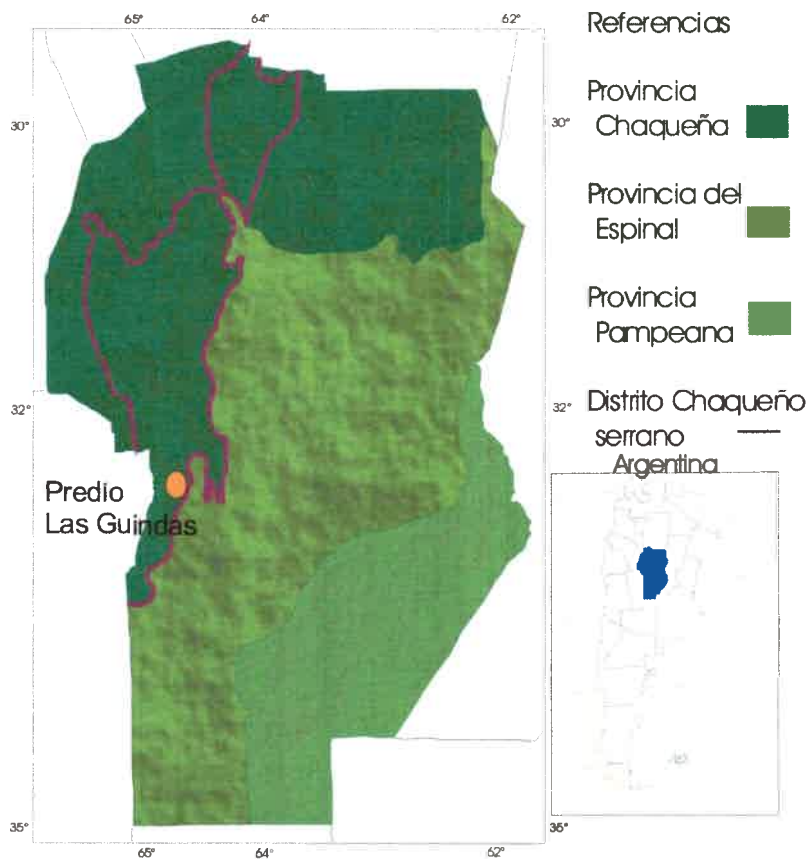 65°
64°
62°
30°
32°
35°
65°
64°
62°
30°
32°
35°
Predio
Las Guindas
Referencias
Provincia
Chaqueña
Provincia del
Espinal
Provincia
Pampeana
Distrito Chaqueño
serrano
Argentina